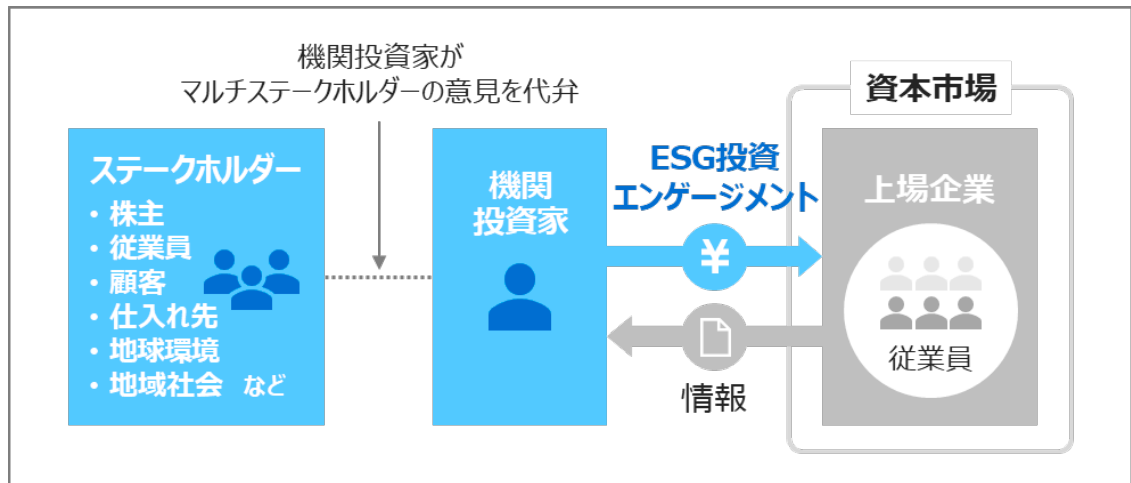 機関投資家が
マルチステークホルダーの意見を代弁
資本市場
ステークホルダー
・株主
・従業員
・顧客
・仕入れ先
・地球環境
・地域社会 など
機関
投資家
ESG投資
エンゲージメント
¥
情報
上場企業
従業員